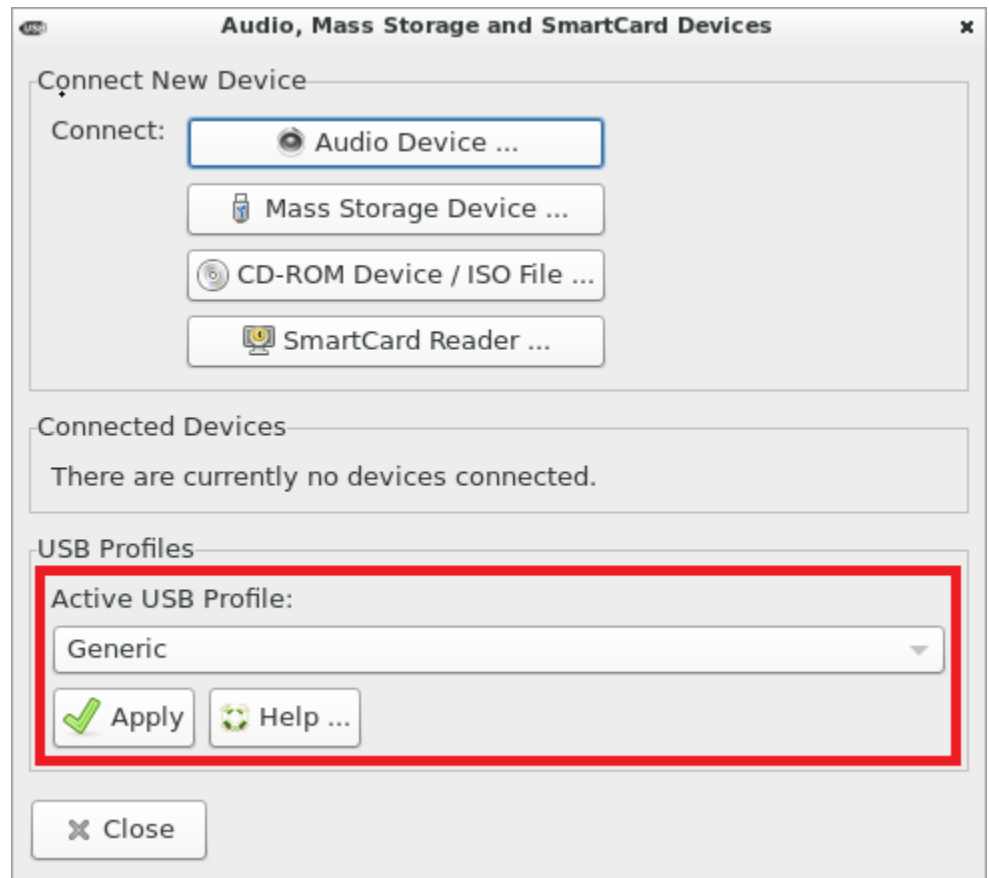 Audio, Mass Storage and SmartCard Devices
Connect New Device
Connect:
Audio Device ...
Mass Storage Device ...
CD-ROM Device / ISO File ...
SmartCard Reader ...
Connected Devices
There are currently no devices connected.
USB Profiles
Active USB Profile:
Generic
Apply
Help ...
Close